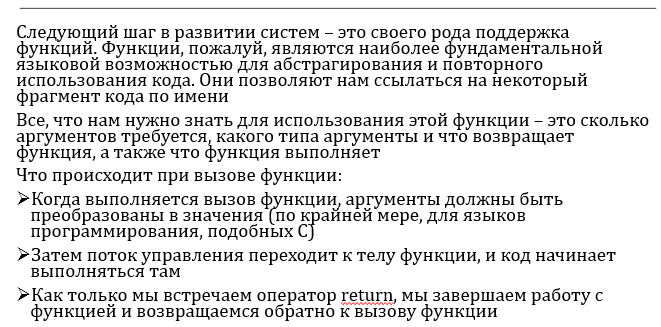 Следующий шаг в развитии систем – это своего рода поддержка
функций. Функции, пожалуй, являются наиболее фундаментальной
языковой возможностью для абстрагирования и повторного
использования кода. Они позволяют нам ссылаться на некоторый
фрагмент кода по имени
Все, что нам нужно знать для использования этой функции – это сколько
аргументов требуется, какого типа аргументы и что возвращает
функция, а также что функция выполняет
Что происходит при вызове функции:
➢Когда выполняется вызов функции, аргументы должны быть
преобразованы в значения (по крайней мере, для языков
программирования, подобных C)
➢Затем поток управления переходит к телу функции, и код начинает
выполняться там
➢Как только мы встречаем оператор return, мы завершаем работу с
функцией и возвращаемся обратно к вызову функции